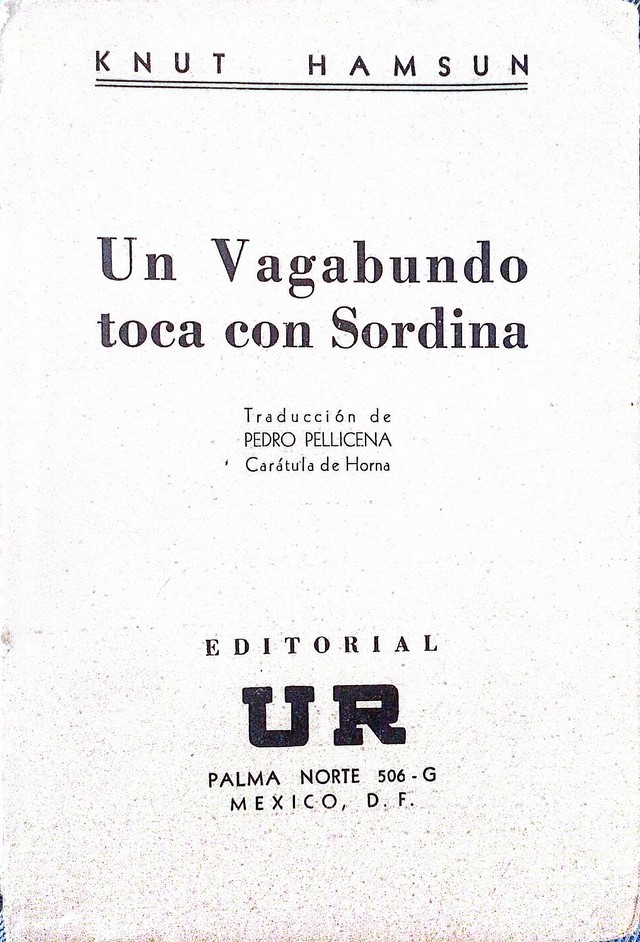 KNUT HAMSUN
Un Vagabundo
toca con Sordina
Traducción de
PEDRO PELLICENA
Carátula de Horna
EDITORIAL
UR
PALMA NORTE 506-G
MEXICO, D. F.